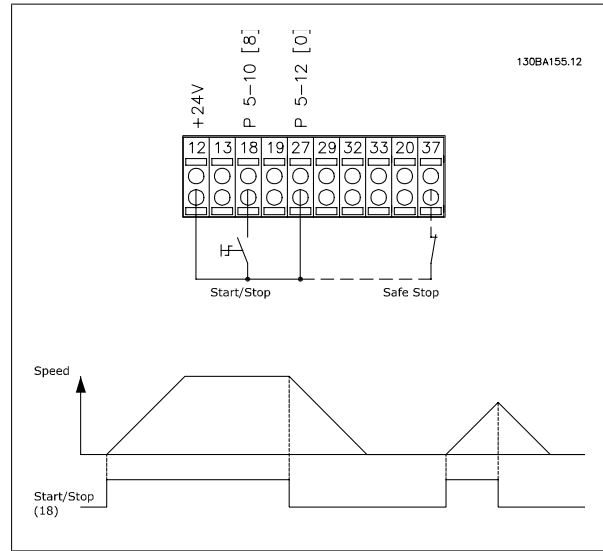 130BA155.12
+24V
P 5-10 [8]
P 5-12 [0]
12 13 18 19 27 29 32 33 20 37
Start/Stop
Safe Stop
Speed
Start/Stop
(18)